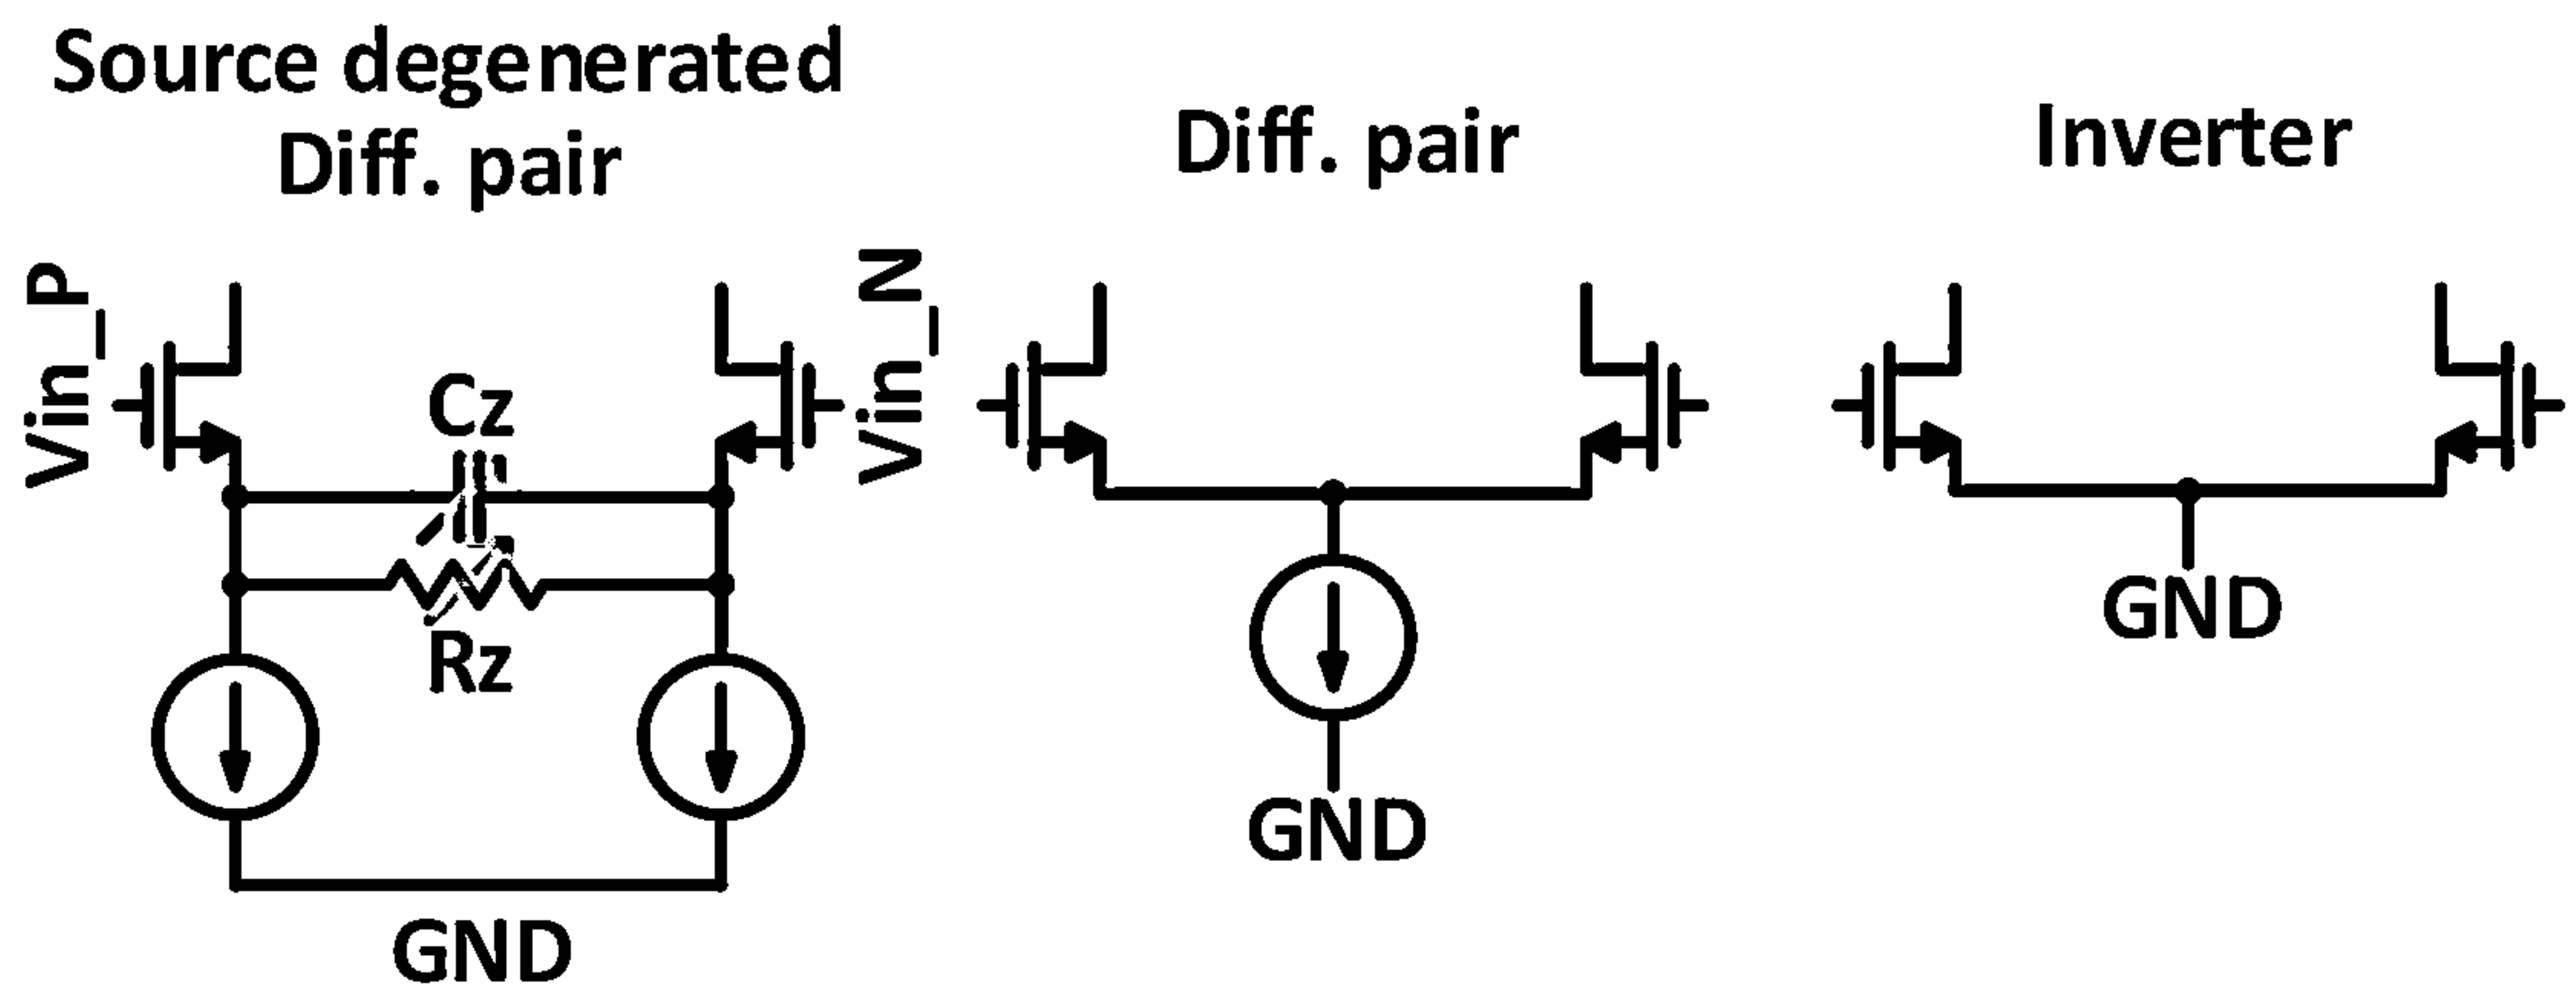 Source degenerated
Diff. pair
Vin_P
Cz
Rz
Vin_N
GND
Diff. pair
GND
Inverter
GND